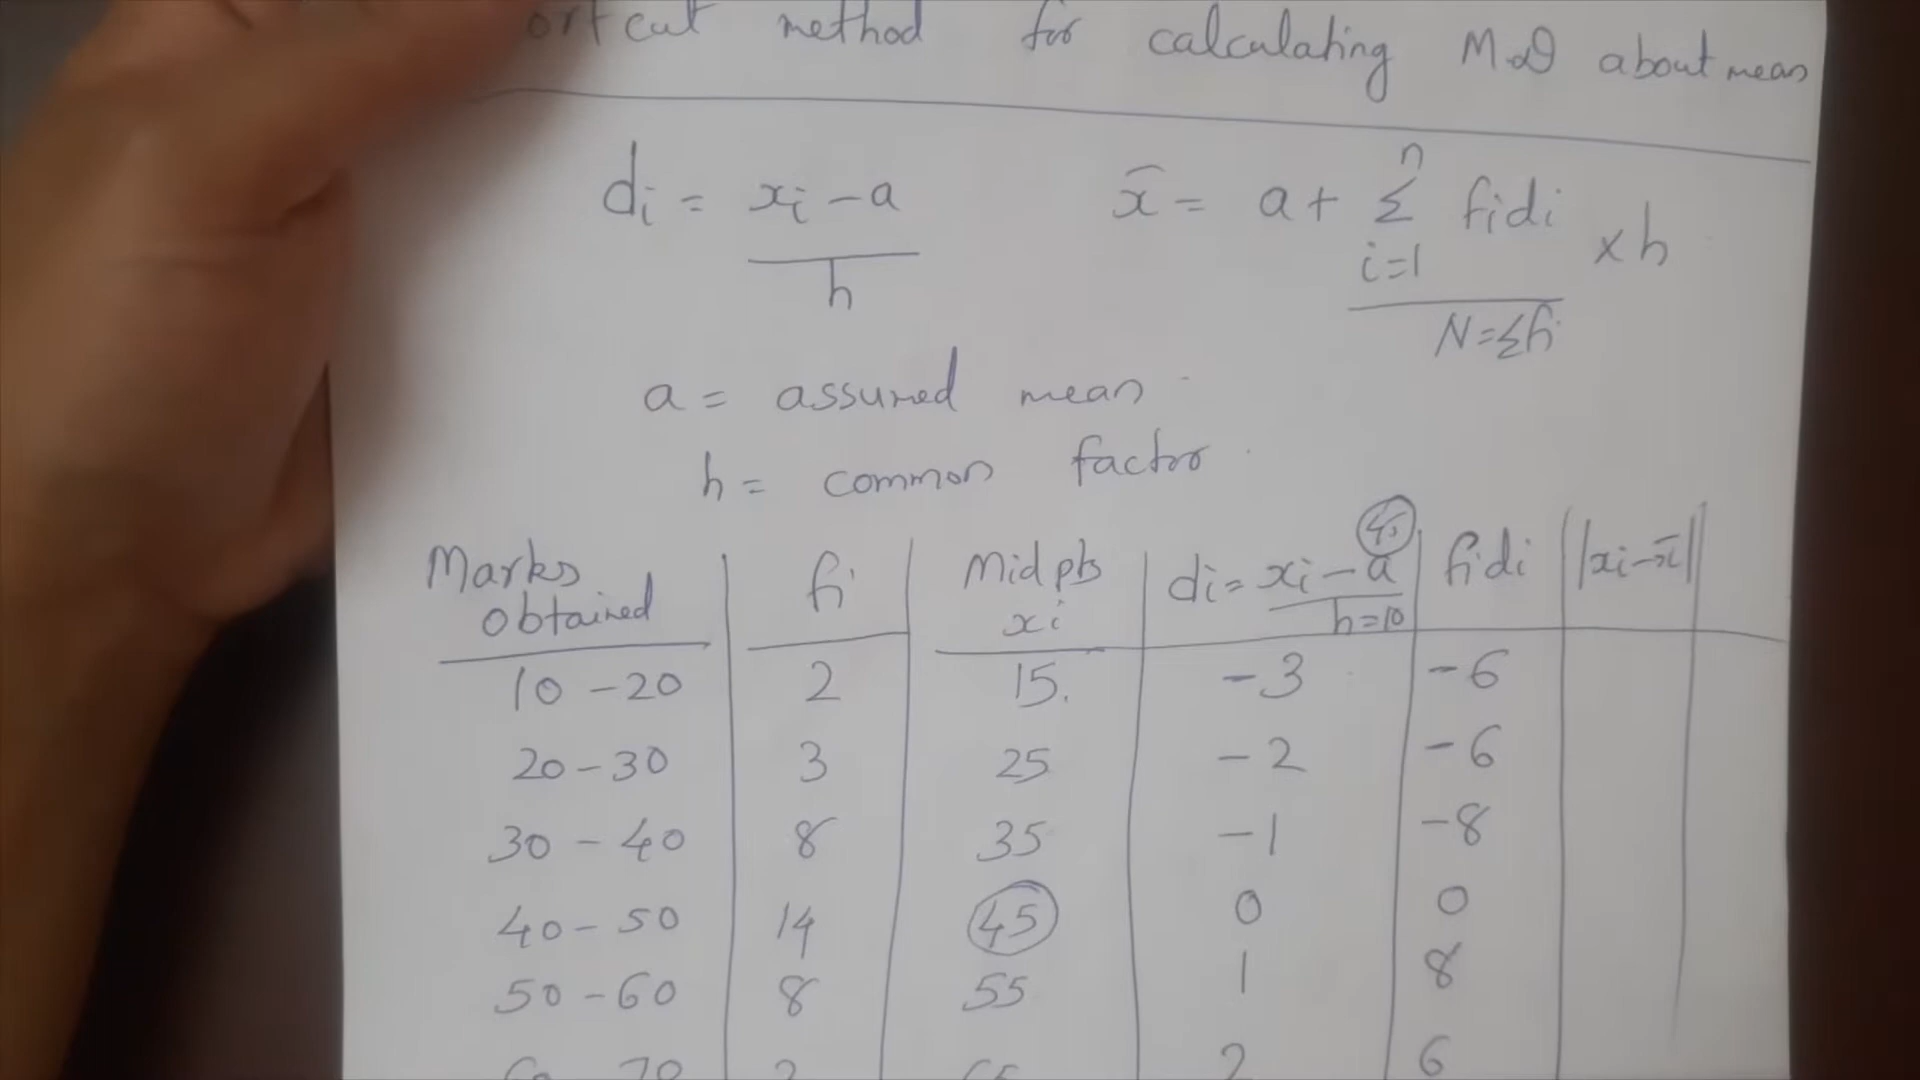 ortcut method for calculating M.D about mean
di = xi - a / h
x̄ = a + n Σ i=1 fidi / N = Σfi × h
a = assumed mean
h = common factor
Marks obtained | fi | Mid pts xi | di = xi - a / h=10 | fidi | |xi - x̄|
45
10 - 20 2 15. -3 -6
20 - 30 3 25 -2 -6
30 - 40 8 35 -1 -8
40 - 50 14 45 0 0
50 - 60 8 55 1 8
70 2 6